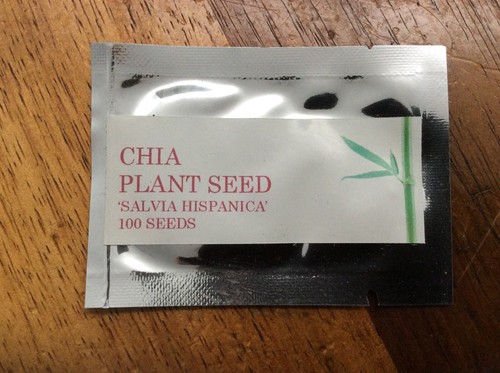 CHIA
PLANT SEED
'SALVIA HISPANICA'
100 SEEDS